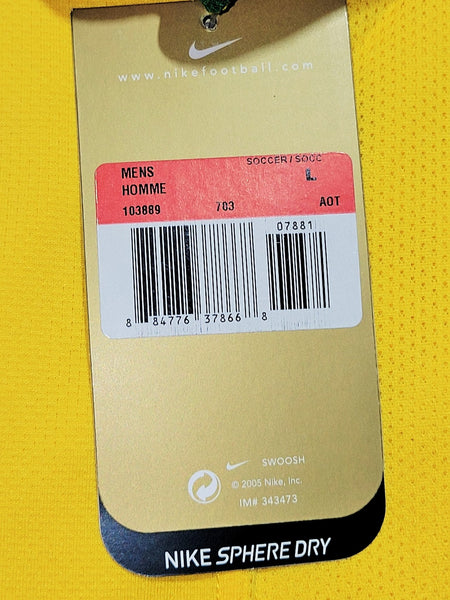 www.nikefootball.com
SOCCER/SOCC
MENS L
HOMME
103889 703 AOT
07881
8 84776 37866 8
SWOOSH
© 2005 Nike, Inc.
IM# 343473
NIKE SPHERE DRY